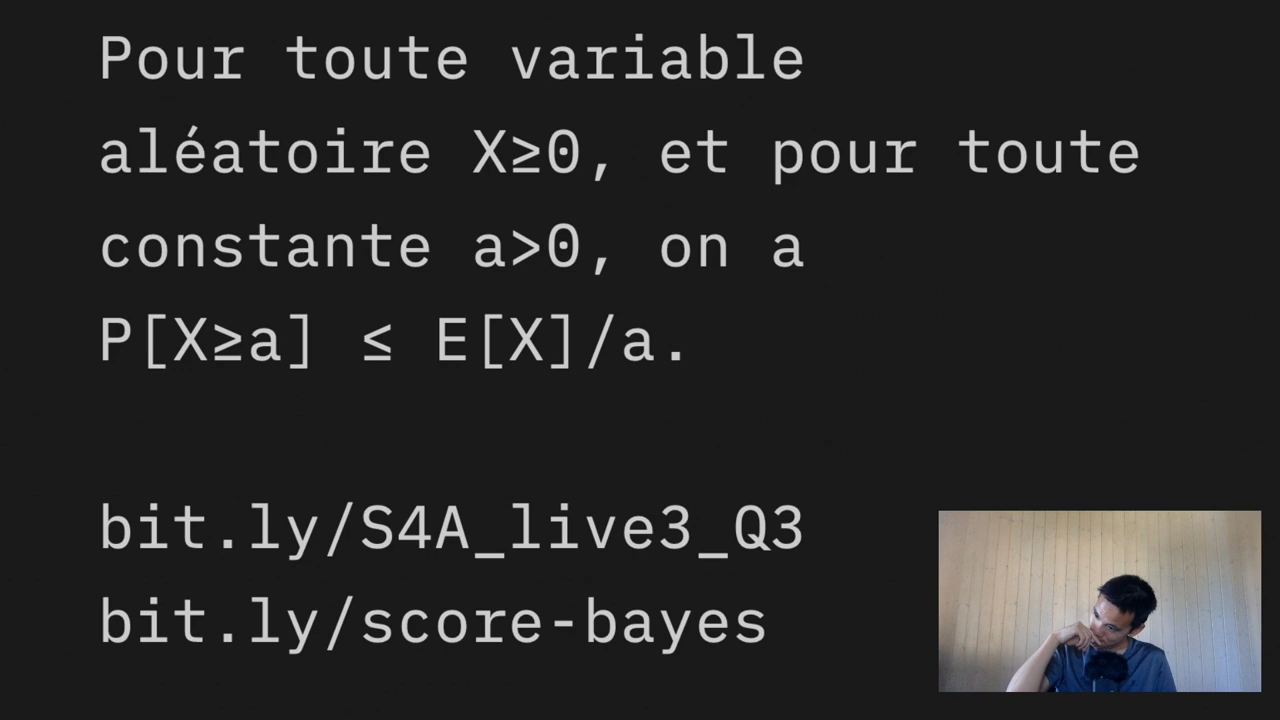 Pour toute variable
aléatoire X≥0, et pour toute
constante a>0, on a
P[X≥a] ≤ E[X]/a.
bit.ly/S4A_live3_Q3
bit.ly/score-bayes